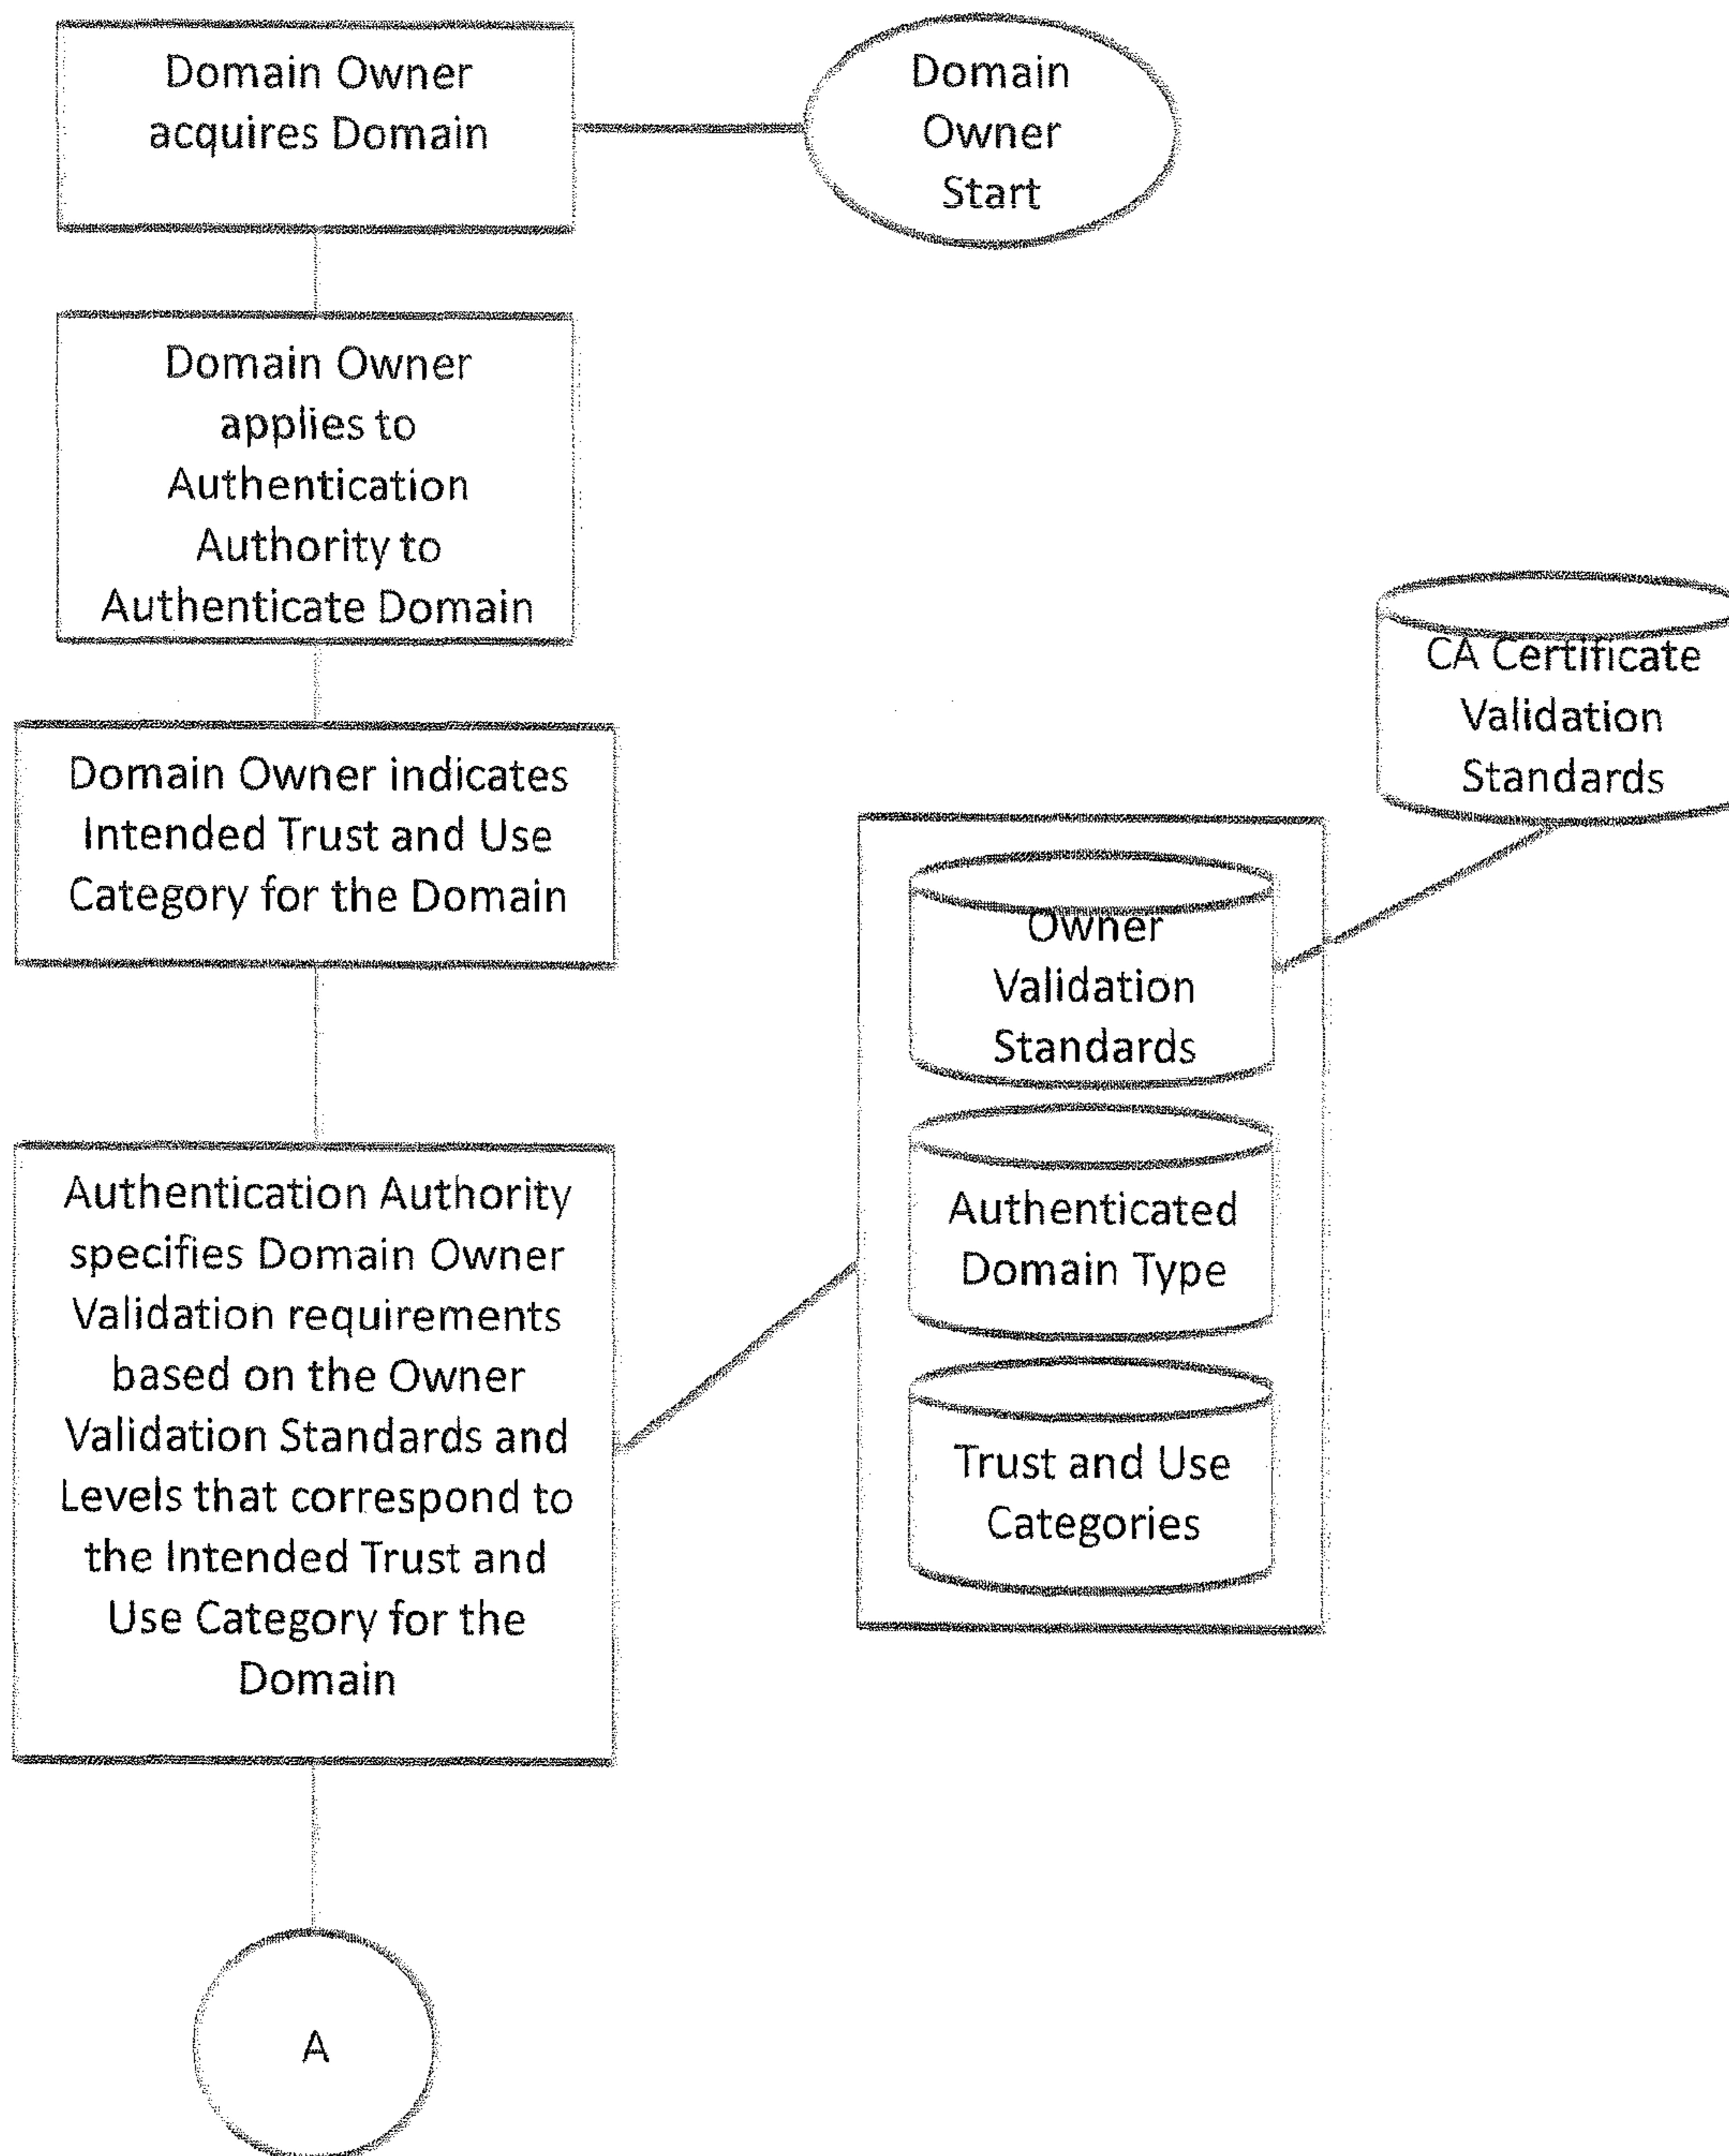 Domain Owner
acquires Domain
Domain
Owner
Start
Domain Owner
applies to
Authentication
Authority to
Authenticate Domain
CA Certificate
Validation
Standards
Domain Owner indicates
Intended Trust and Use
Category for the Domain
Owner
Validation
Standards
Authenticated
Domain Type
Trust and Use
Categories
Authentication Authority
specifies Domain Owner
Validation requirements
based on the Owner
Validation Standards and
Levels that correspond to
the Intended Trust and
Use Category for the
Domain
A